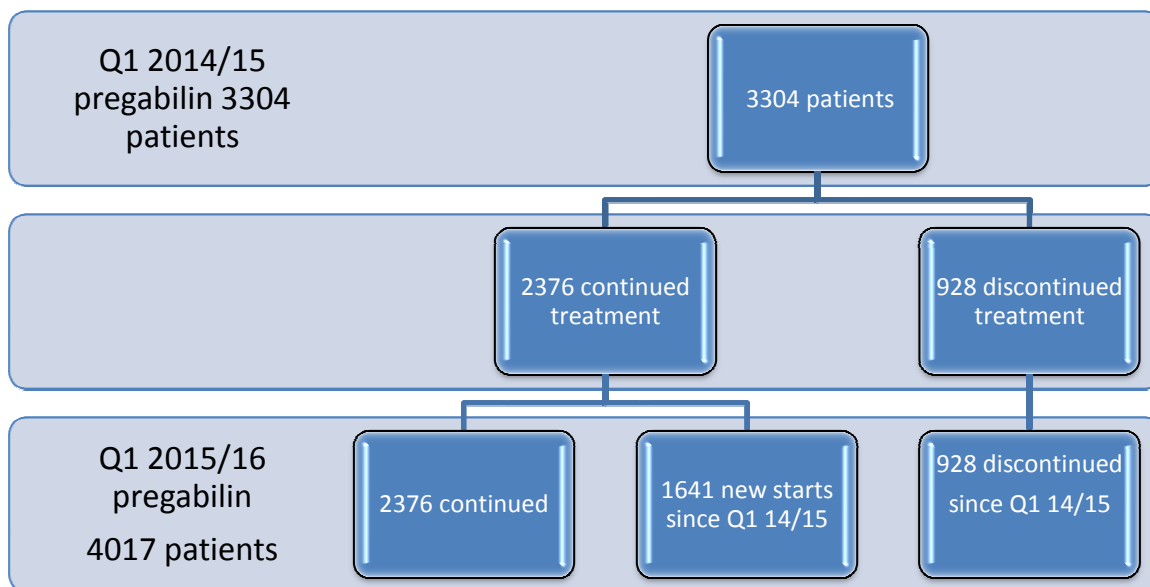 Q1 2014/15
pregabilin 3304
patients
3304 patients
2376 continued
treatment
928 discontinued
treatment
Q1 2015/16
pregabilin
4017 patients
2376 continued
1641 new starts
since Q1 14/15
928 discontinued
since Q1 14/15